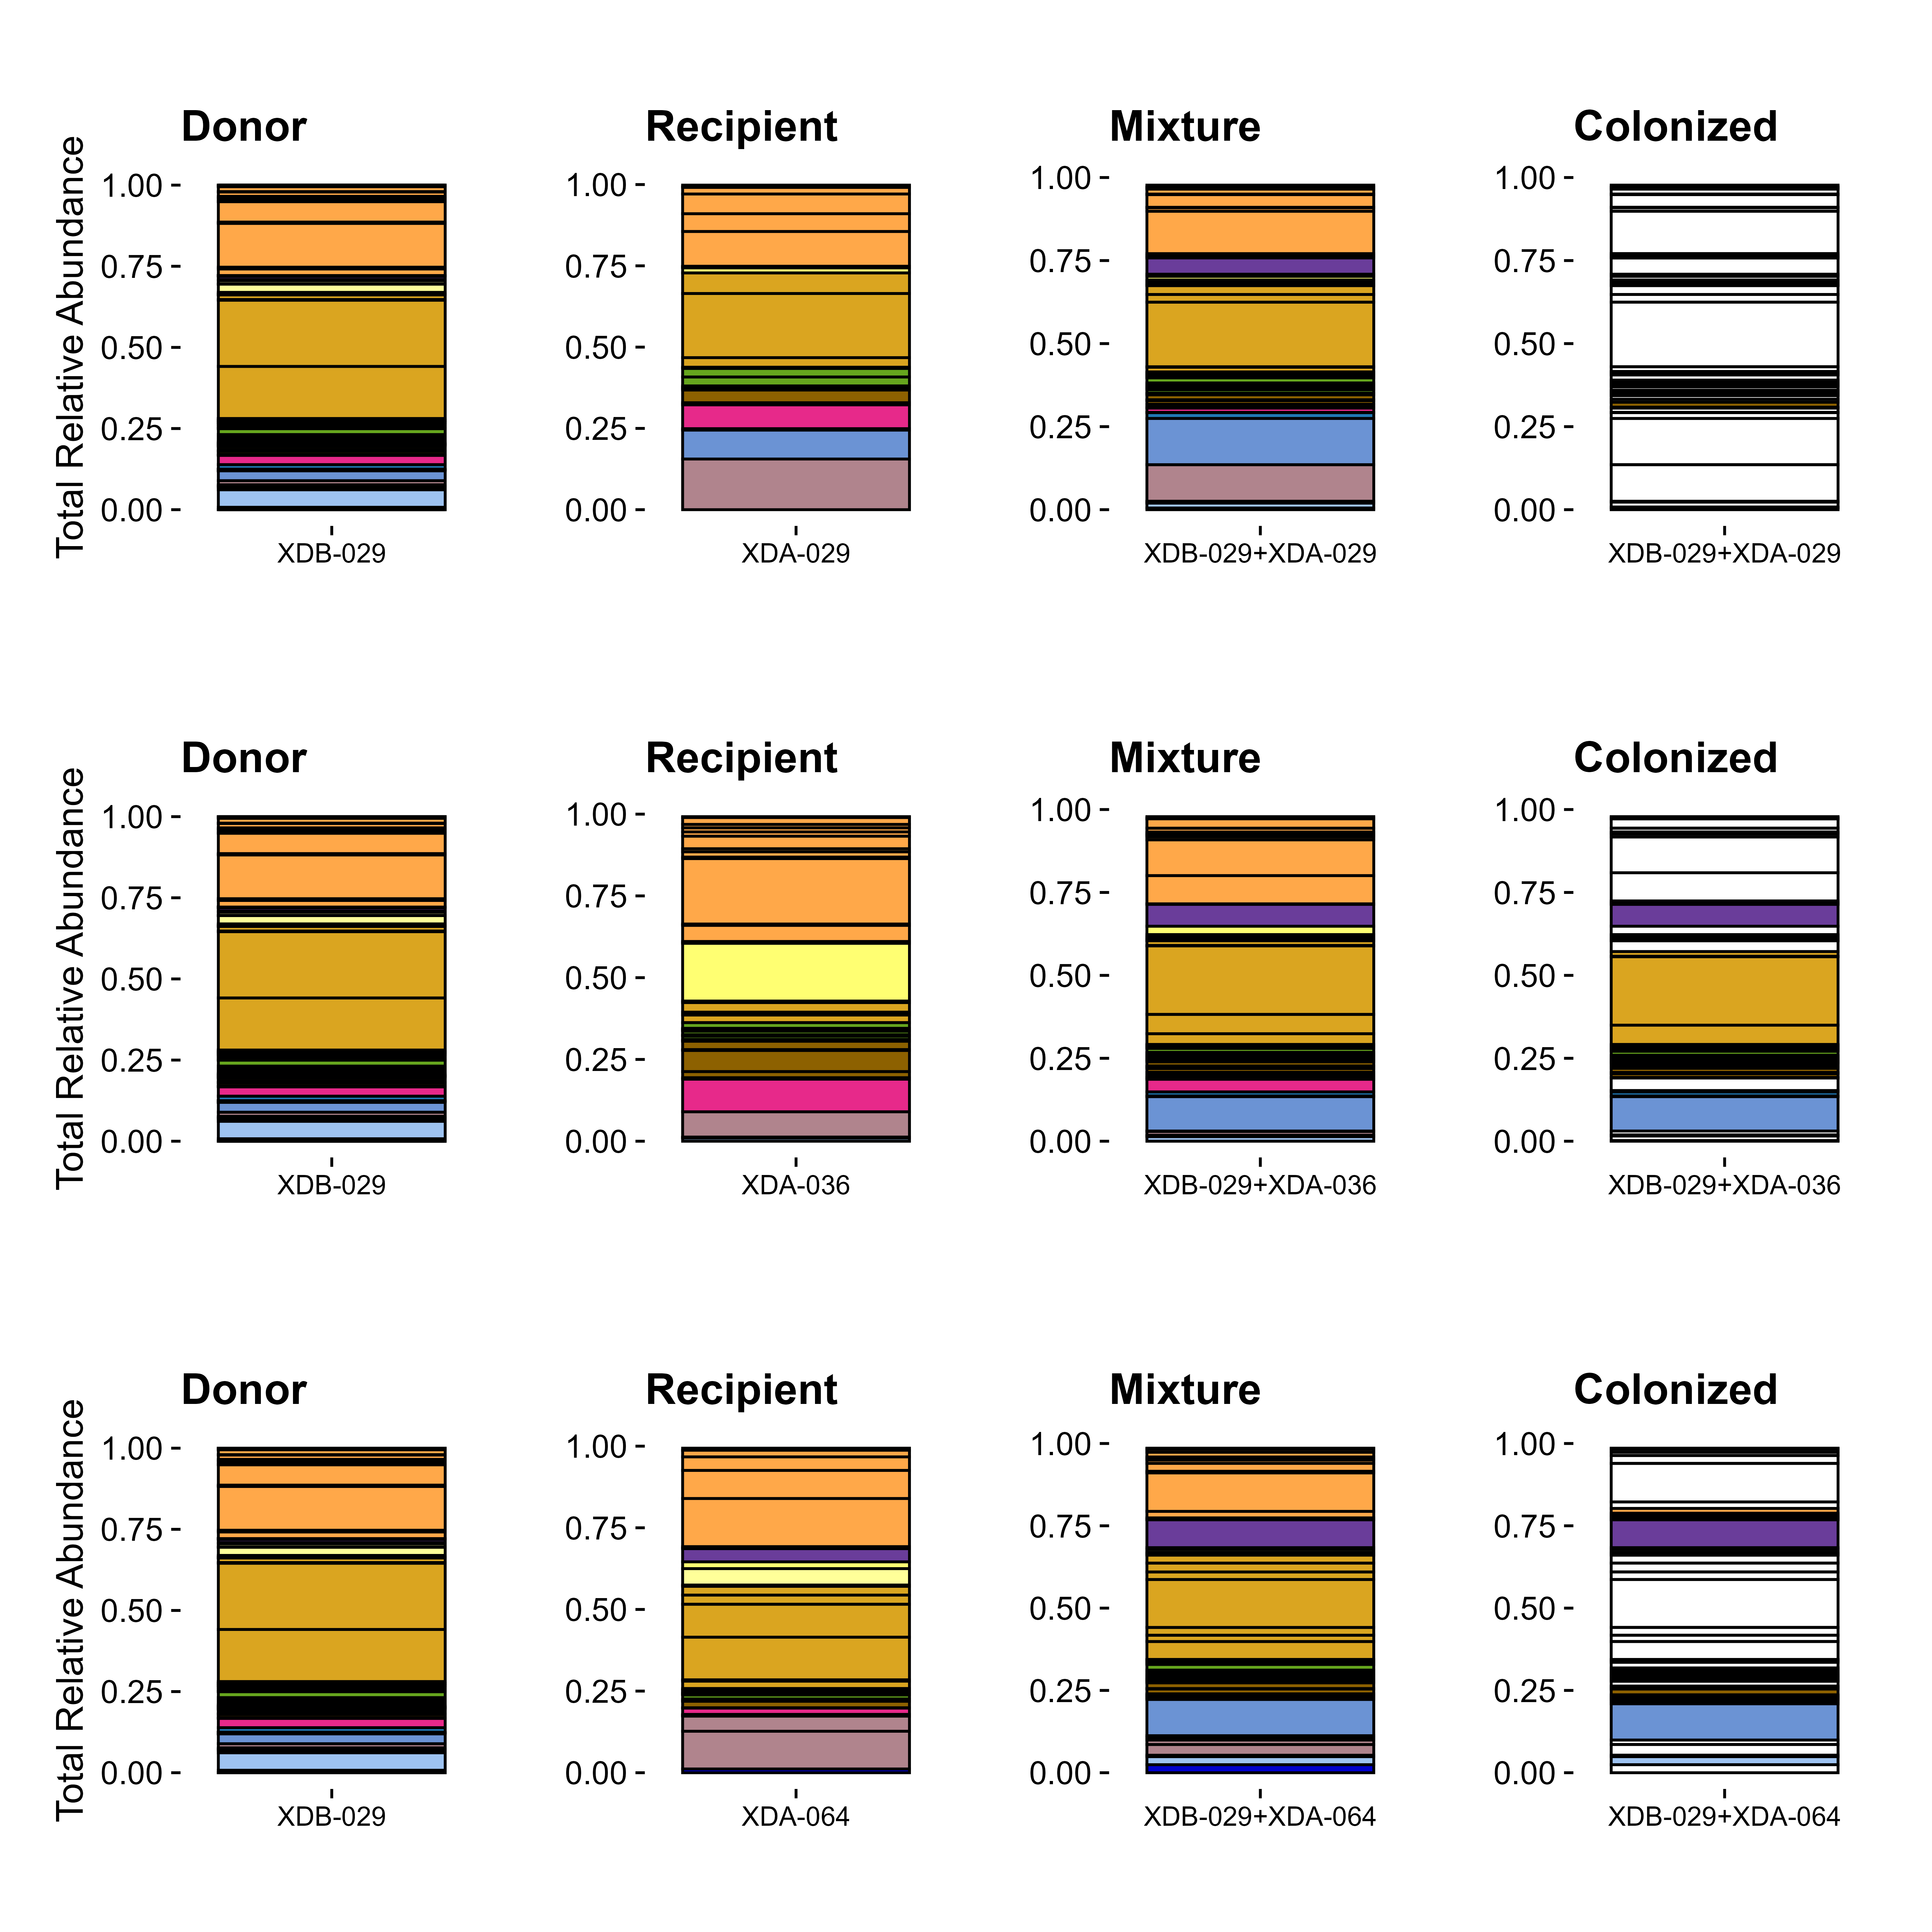 Donor Recipient Mixture Colonized
Total Relative Abundance
1.00 1.00 1.00 1.00
0.75 0.75 0.75 0.75
0.50 0.50 0.50 0.50
0.25 0.25 0.25 0.25
0.00 0.00 0.00 0.00
XDB-029 XDA-029 XDB-029+XDA-029 XDB-029+XDA-029
Donor Recipient Mixture Colonized
Total Relative Abundance
1.00 1.00 1.00 1.00
0.75 0.75 0.75 0.75
0.50 0.50 0.50 0.50
0.25 0.25 0.25 0.25
0.00 0.00 0.00 0.00
XDB-029 XDA-036 XDB-029+XDA-036 XDB-029+XDA-036
Donor Recipient Mixture Colonized
Total Relative Abundance
1.00 1.00 1.00 1.00
0.75 0.75 0.75 0.75
0.50 0.50 0.50 0.50
0.25 0.25 0.25 0.25
0.00 0.00 0.00 0.00
XDB-029 XDA-064 XDB-029+XDA-064 XDB-029+XDA-064